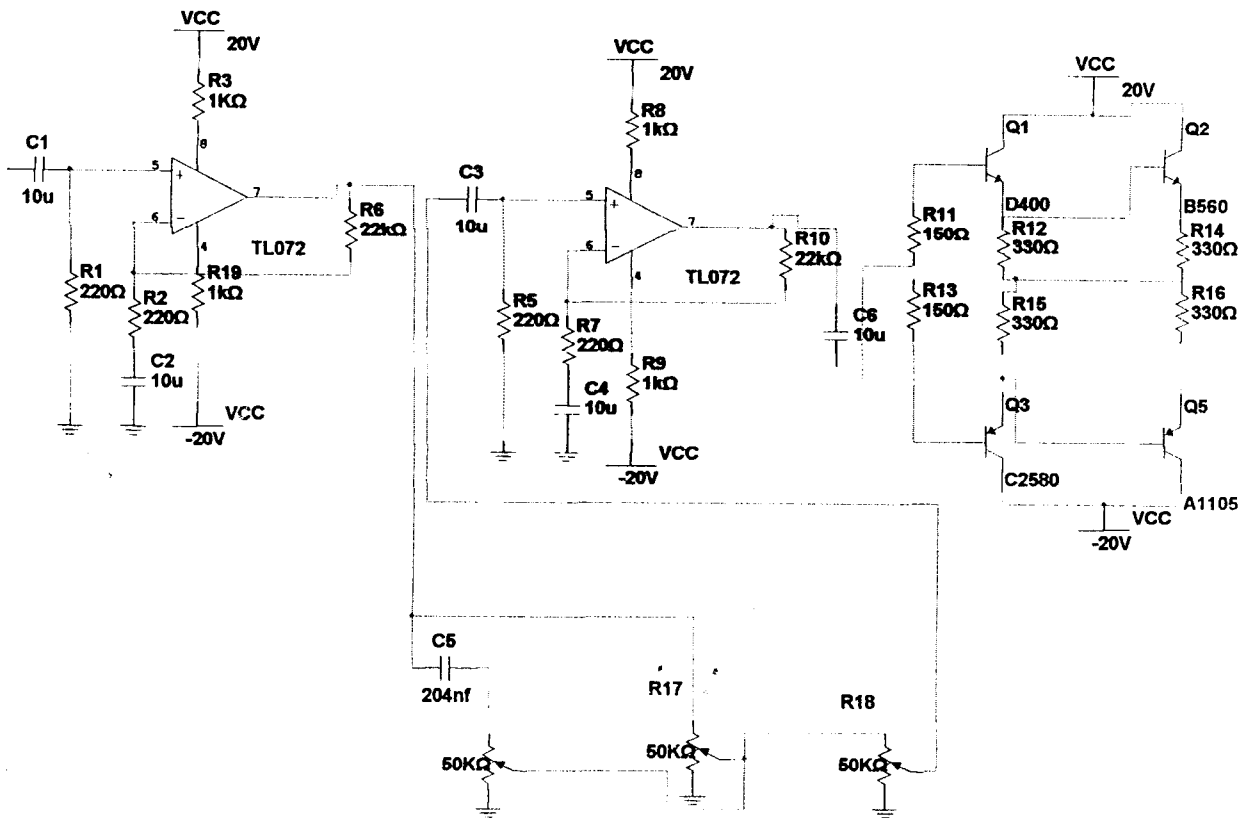 VCC
20V
R3
1KΩ
8
C1
10u
5
+
6
−
7
4
TL072
R6
22kΩ
R1
220Ω
R2
220Ω
R19
1kΩ
C2
10u
VCC
-20V
VCC
20V
R8
1kΩ
8
C3
10u
5
+
6
−
7
4
TL072
R10
22kΩ
R5
220Ω
R7
220Ω
C4
10u
R9
1kΩ
VCC
-20V
C6
10u
VCC
20V
Q1
Q2
D400
B560
R11
150Ω
R12
330Ω
R14
330Ω
R13
150Ω
R15
330Ω
R16
330Ω
Q3
Q5
C2580
A1105
VCC
-20V
C5
204nf
R17
R18
50KΩ
50KΩ
50KΩ